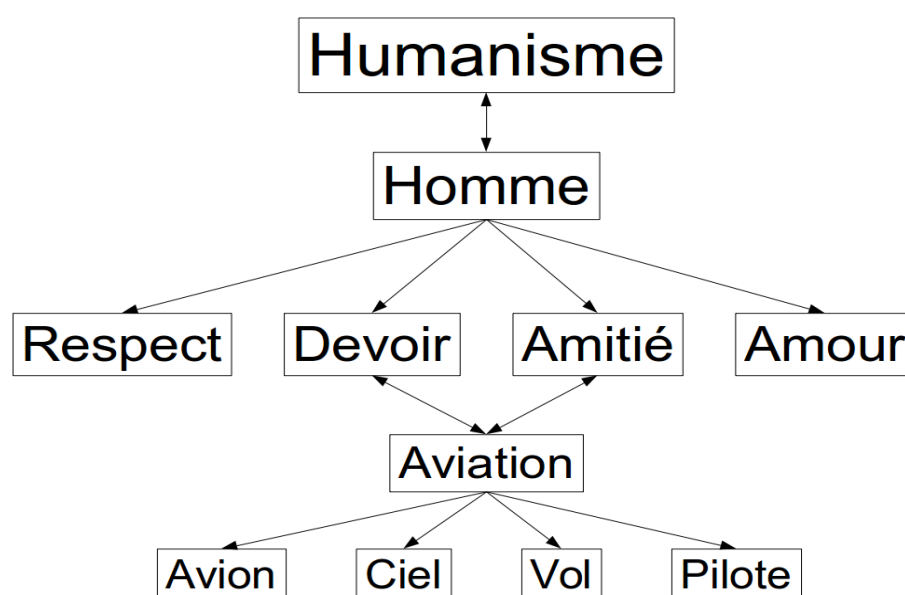 Humanisme
Homme
Respect Devoir Amitié Amour
Aviation
Avion Ciel Vol Pilote